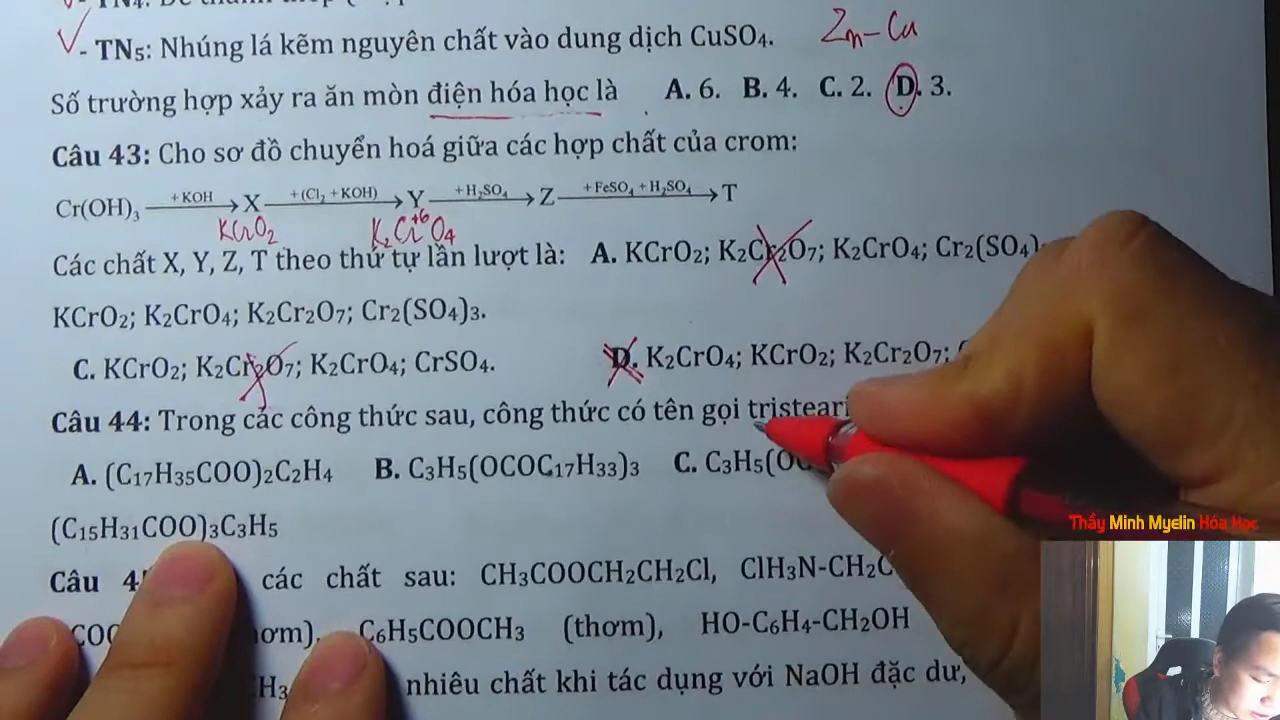 - TN5: Nhúng lá kẽm nguyên chất vào dung dịch CuSO4. Zn–Cu
Số trường hợp xảy ra ăn mòn điện hóa học là A. 6. B. 4. C. 2. D. 3.
Câu 43: Cho sơ đồ chuyển hoá giữa các hợp chất của crom:
Cr(OH)3 +KOH → X +(Cl2 +KOH) → Y +H2SO4 → Z +FeSO4 +H2SO4 → T
KCrO2 K2Cr+6O4
Các chất X, Y, Z, T theo thứ tự lần lượt là: A. KCrO2; K2Cr2O7; K2CrO4; Cr2(SO4)
KCrO2; K2CrO4; K2Cr2O7; Cr2(SO4)3.
C. KCrO2; K2Cr2O7; K2CrO4; CrSO4. D. K2CrO4; KCrO2; K2Cr2O7;
Câu 44: Trong các công thức sau, công thức có tên gọi
A. (C17H35COO)2C2H4 B. C3H5(OCOC17H33)3 C. C3H5(
(C15H31COO)3C3H5
Câu các chất sau: CH3COOCH2CH2Cl, ClH3N-CH2
C6H5COOCH3 (thơm), HO-C6H4-CH2OH
nhiêu chất khi tác dụng với NaOH đặc dư,
Thầy Minh Myelin Hóa Học